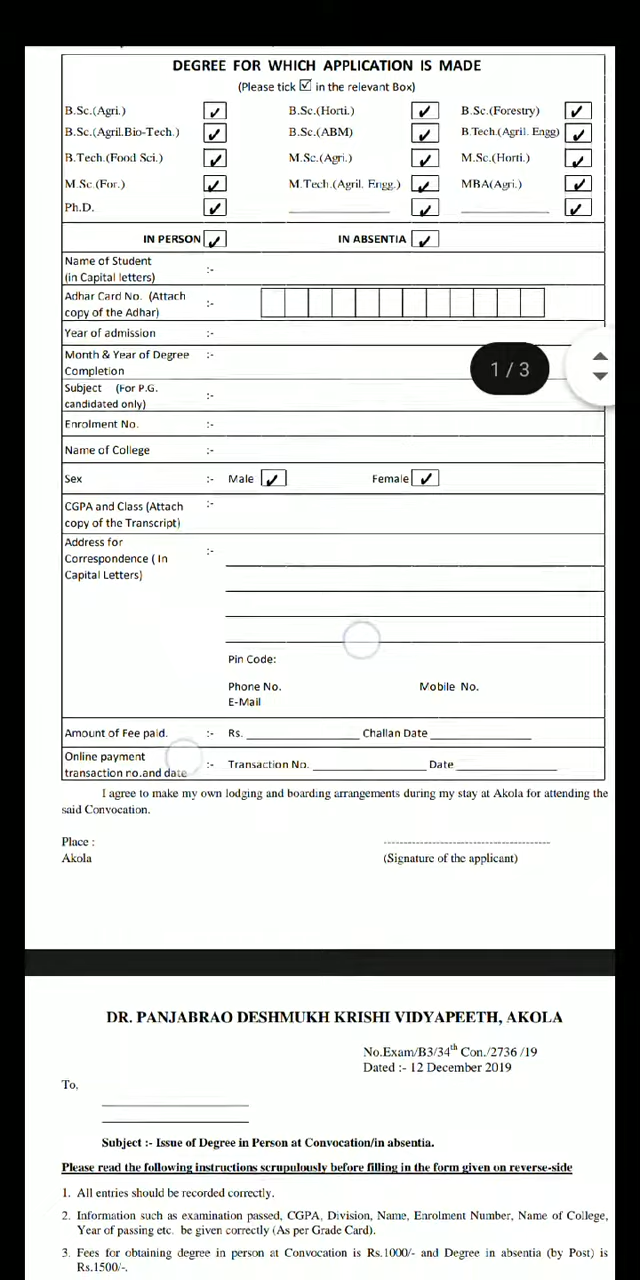 DEGREE FOR WHICH APPLICATION IS MADE
(Please tick ☑ in the relevant Box)
B.Sc.(Agri.) ✓ B.Sc.(Horti.) ✓ B.Sc.(Forestry) ✓
B.Sc.(Agril.Bio-Tech.) ✓ B.Sc.(ABM) ✓ B.Tech.(Agril. Engg) ✓
B.Tech.(Food Sci.) ✓ M.Sc.(Agri.) ✓ M.Sc.(Horti.) ✓
M.Sc.(For.) ✓ M.Tech.(Agril. Engg.) ✓ MBA(Agri.) ✓
Ph.D. ✓ ____________ ✓ ____________ ✓
IN PERSON ✓ IN ABSENTIA ✓
Name of Student :-
(in Capital letters)
Adhar Card No. (Attach :-
copy of the Adhar)
Year of admission :-
Month & Year of Degree :-
Completion
1 / 3
Subject (For P.G. :-
candidated only)
Enrolment No. :-
Name of College :-
Sex :- Male ✓ Female ✓
CGPA and Class (Attach :-
copy of the Transcript)
Address for :-
Correspondence ( In
Capital Letters)
Pin Code:
Phone No. Mobile No.
E-Mail
Amount of Fee paid. :- Rs. ____________ Challan Date ____________
Online payment :- Transaction No. ____________ Date ____________
transaction no.and date
I agree to make my own lodging and boarding arrangements during my stay at Akola for attending the
said Convocation.
Place :
Akola (Signature of the applicant)
DR. PANJABRAO DESHMUKH KRISHI VIDYAPEETH, AKOLA
No.Exam/B3/34th Con./2736 /19
Dated :- 12 December 2019
To,
Subject :- Issue of Degree in Person at Convocation/in absentia.
Please read the following instructions scrupulously before filling in the form given on reverse-side
1. All entries should be recorded correctly.
2. Information such as examination passed, CGPA, Division, Name, Enrolment Number, Name of College,
Year of passing etc. be given correctly (As per Grade Card).
3. Fees for obtaining degree in person at Convocation is Rs.1000/- and Degree in absentia (by Post) is
Rs.1500/-.